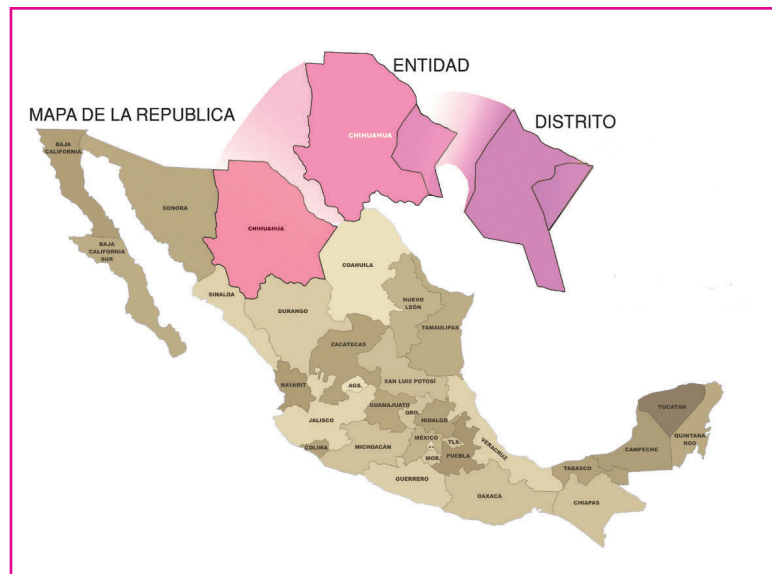 ENTIDAD
MAPA DE LA REPUBLICA
DISTRITO
CHIHUAHUA
BAJA
CALIFORNIA
SONORA
CHIHUAHUA
BAJA
CALIFORNIA
SUR
COAHUILA
SINALOA
NUEVO
LEÓN
DURANGO
TAMAULIPAS
ZACATECAS
NAYARIT
AGS.
SAN LUIS POTOSÍ
GUANAJUATO
QRO.
JALISCO
HIDALGO
YUCATÁN
COLIMA
MICHOACÁN
MÉXICO
TLX.
VERACRUZ
MOR.
PUEBLA
QUINTANA
ROO
CAMPECHE
TABASCO
GUERRERO
OAXACA
CHIAPAS